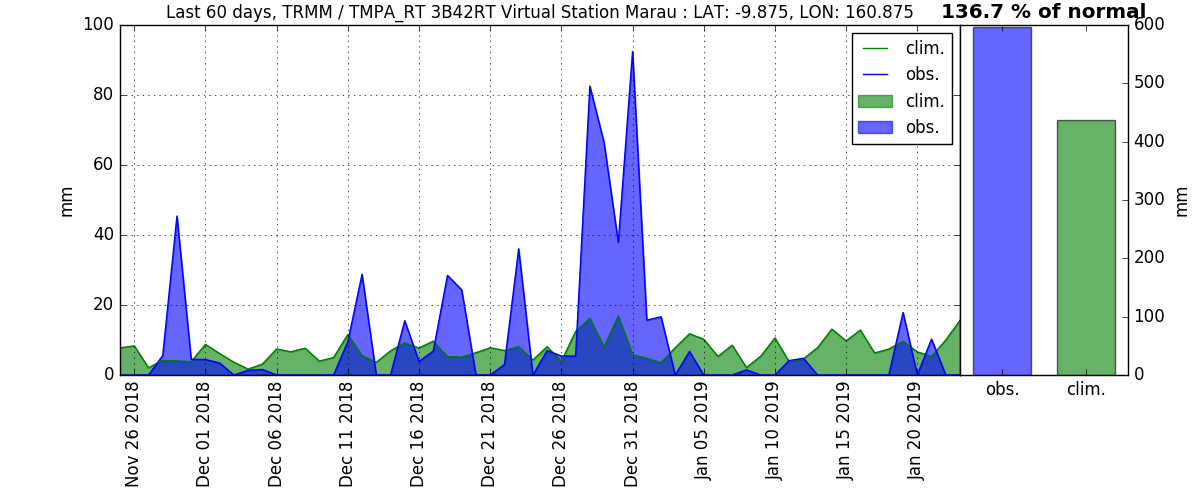 Last 60 days, TRMM / TMPA_RT 3B42RT Virtual Station Marau : LAT: -9.875, LON: 160.875
136.7 % of normal
100
80
60
40
20
0
mm
clim.
obs.
clim.
obs.
600
500
400
300
200
100
0
mm
obs.
clim.
Nov 26 2018
Dec 01 2018
Dec 06 2018
Dec 11 2018
Dec 16 2018
Dec 21 2018
Dec 26 2018
Dec 31 2018
Jan 05 2019
Jan 10 2019
Jan 15 2019
Jan 20 2019